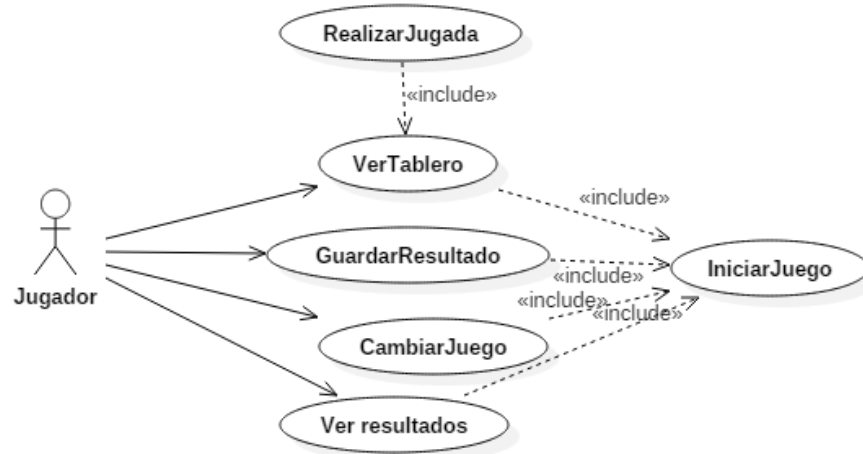 RealizarJugada
«include»
VerTablero
«include»
GuardarResultado
«include»
IniciarJuego
Jugador
«include»
«include»
CambiarJuego
Ver resultados